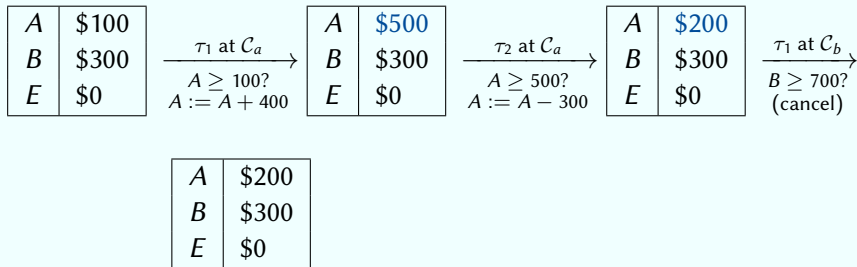 A $100
B $300
E $0
τ₁ at 𝒞ₐ
A ≥ 100?
A := A + 400
A $500
B $300
E $0
τ₂ at 𝒞ₐ
A ≥ 500?
A := A − 300
A $200
B $300
E $0
τ₁ at 𝒞_b
B ≥ 700?
(cancel)
A $200
B $300
E $0